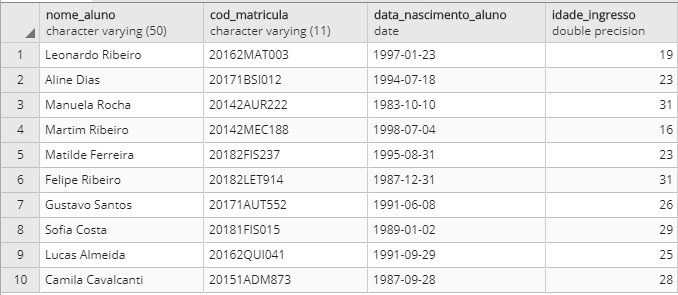 nome_aluno cod_matricula data_nascimento_aluno idade_ingresso
character varying (50) character varying (11) date double precision
1 Leonardo Ribeiro 20162MAT003 1997-01-23 19
2 Aline Dias 20171BSI012 1994-07-18 23
3 Manuela Rocha 20142AUR222 1983-10-10 31
4 Martim Ribeiro 20142MEC188 1998-07-04 16
5 Matilde Ferreira 20182FIS237 1995-08-31 23
6 Felipe Ribeiro 20182LET914 1987-12-31 31
7 Gustavo Santos 20171AUT552 1991-06-08 26
8 Sofia Costa 20181FIS015 1989-01-02 29
9 Lucas Almeida 20162QUI041 1991-09-29 25
10 Camila Cavalcanti 20151ADM873 1987-09-28 28